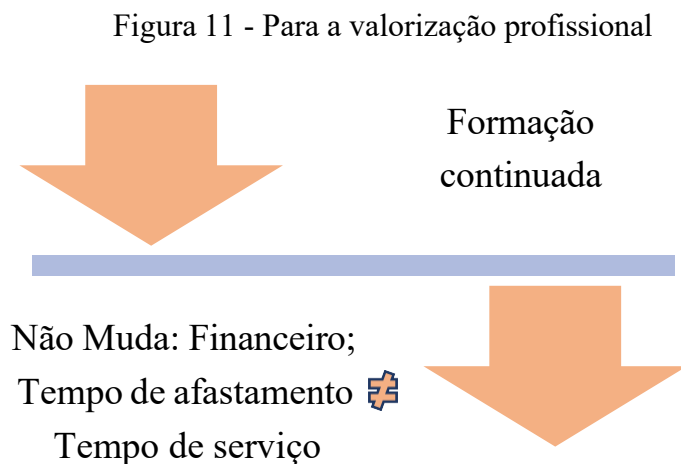 Figura 11 - Para a valorização profissional
Formação
continuada
Não Muda: Financeiro;
Tempo de afastamento ≠
Tempo de serviço